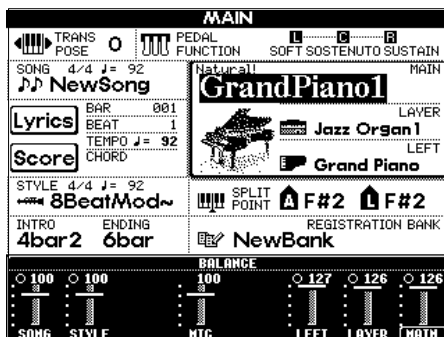 MAIN
TRANS POSE 0
PEDAL FUNCTION
L C R
SOFT SOSTENUTO SUSTAIN
SONG 4/4 ♩= 92
NewSong
BAR 001
BEAT 1
TEMPO ♩= 92
CHORD
Lyrics
Score
Natural! MAIN
GrandPiano1
LAYER
Jazz Organ1
LEFT
Grand Piano
STYLE 4/4 ♩= 92
8BeatMod~
SPLIT POINT A F#2 L F#2
INTRO ENDING
4bar2 6bar
REGISTRATION BANK
NewBank
BALANCE
100 100 100 127 126 126
SONG STYLE MIC LEFT LAYER MAIN